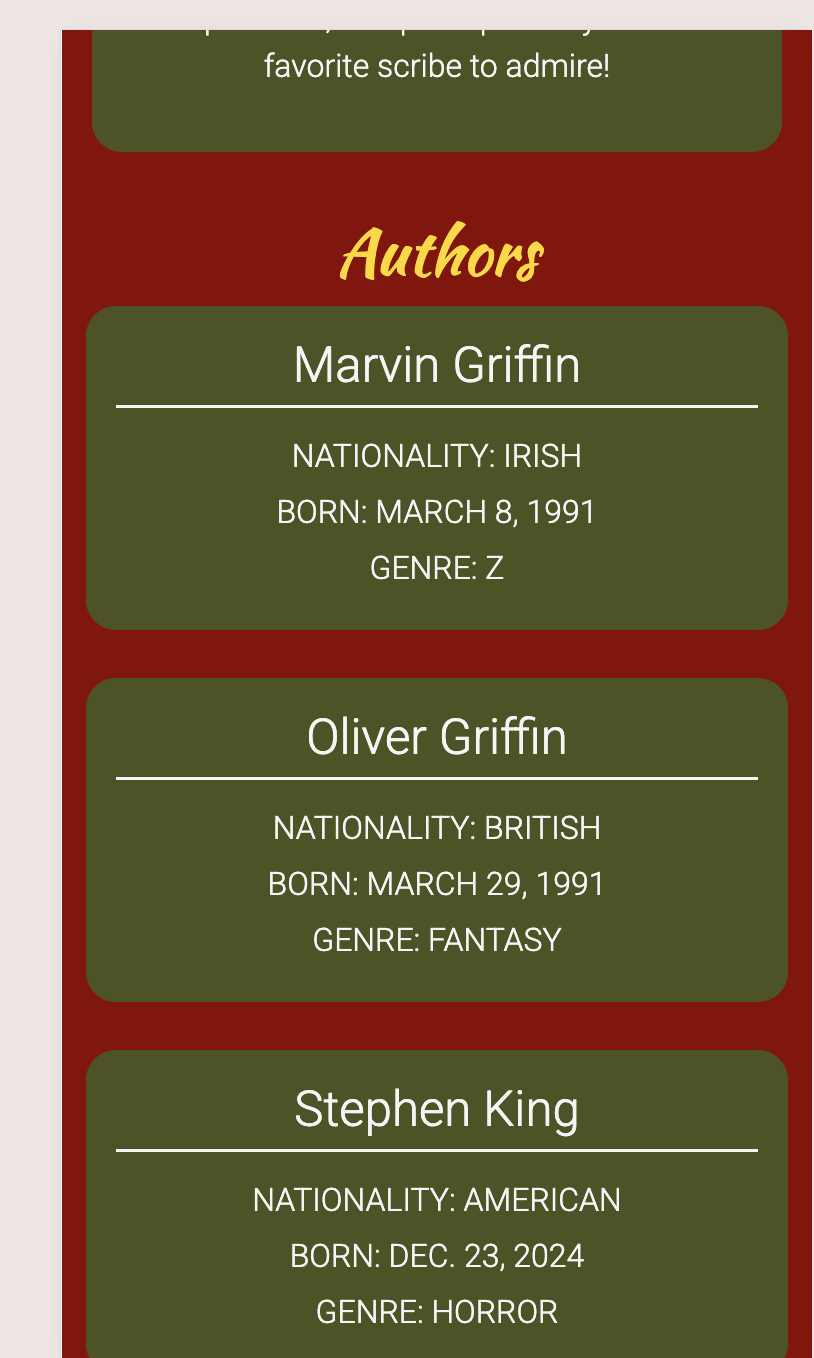 favorite scribe to admire!
Authors
Marvin Griffin
NATIONALITY: IRISH
BORN: MARCH 8, 1991
GENRE: Z
Oliver Griffin
NATIONALITY: BRITISH
BORN: MARCH 29, 1991
GENRE: FANTASY
Stephen King
NATIONALITY: AMERICAN
BORN: DEC. 23, 2024
GENRE: HORROR